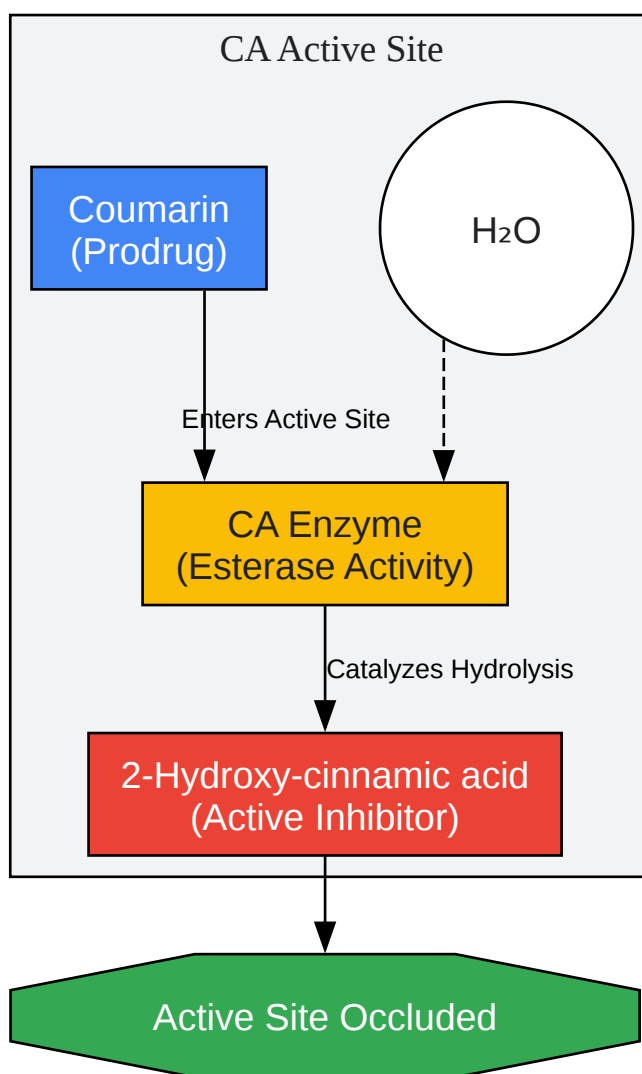 CA Active Site
Coumarin
(Prodrug)
H₂O
Enters Active Site
CA Enzyme
(Esterase Activity)
Catalyzes Hydrolysis
2-Hydroxy-cinnamic acid
(Active Inhibitor)
Active Site Occluded